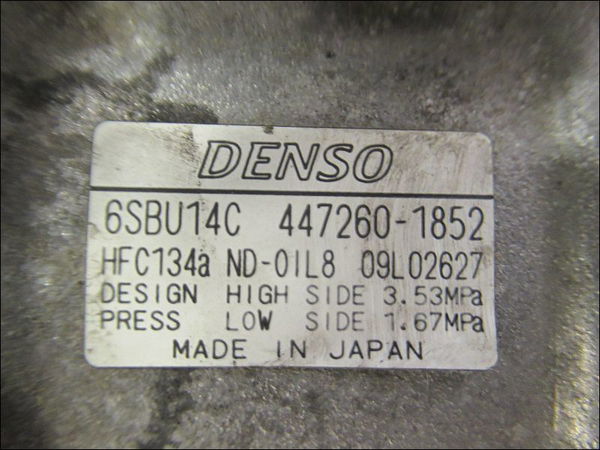 DENSO
6SBU14C 447260-1852
HFC134a ND-OIL8 09L02627
DESIGN HIGH SIDE 3.53MPa
PRESS LOW SIDE 1.67MPa
MADE IN JAPAN